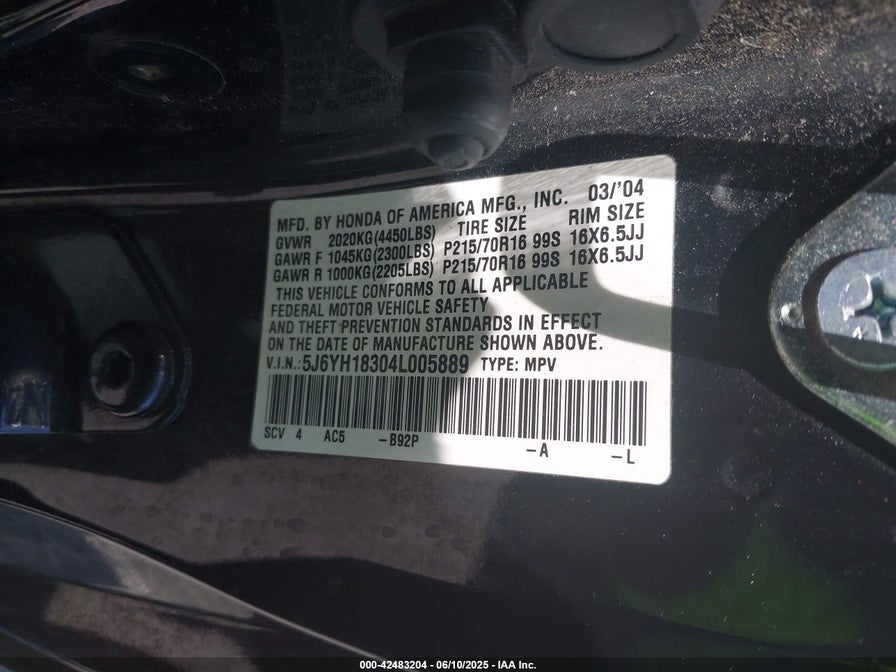 MFD. BY HONDA OF AMERICA MFG., INC. 03/'04
GVWR 2020KG(4450LBS) TIRE SIZE RIM SIZE
GAWR F 1045KG(2300LBS) P215/70R16 99S 16X6.5JJ
GAWR R 1000KG(2205LBS) P215/70R16 99S 16X6.5JJ
THIS VEHICLE CONFORMS TO ALL APPLICABLE
FEDERAL MOTOR VEHICLE SAFETY
AND THEFT PREVENTION STANDARDS IN EFFECT
ON THE DATE OF MANUFACTURE SHOWN ABOVE.
V.I.N.:5J6YH18304L005889 TYPE: MPV
SCV 4 AC5 -B92P -A -L
000-42483204 - 06/10/2025 - IAA Inc.